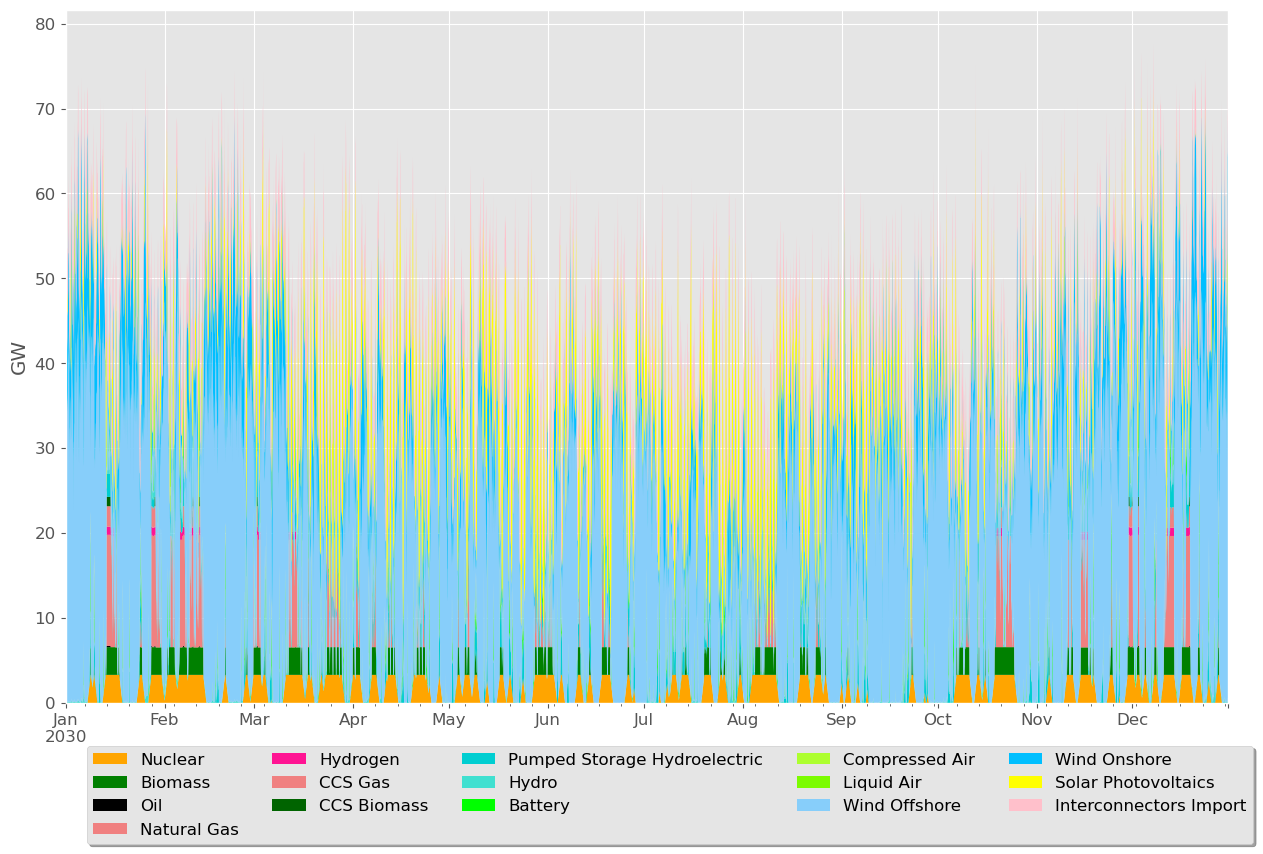 80
70
60
50
40
30
20
10
0
GW
Jan Feb Mar Apr May Jun Jul Aug Sep Oct Nov Dec
2030
Nuclear Hydrogen Pumped Storage Hydroelectric Compressed Air Wind Onshore
Biomass CCS Gas Hydro Liquid Air Solar Photovoltaics
Oil CCS Biomass Battery Wind Offshore Interconnectors Import
Natural Gas